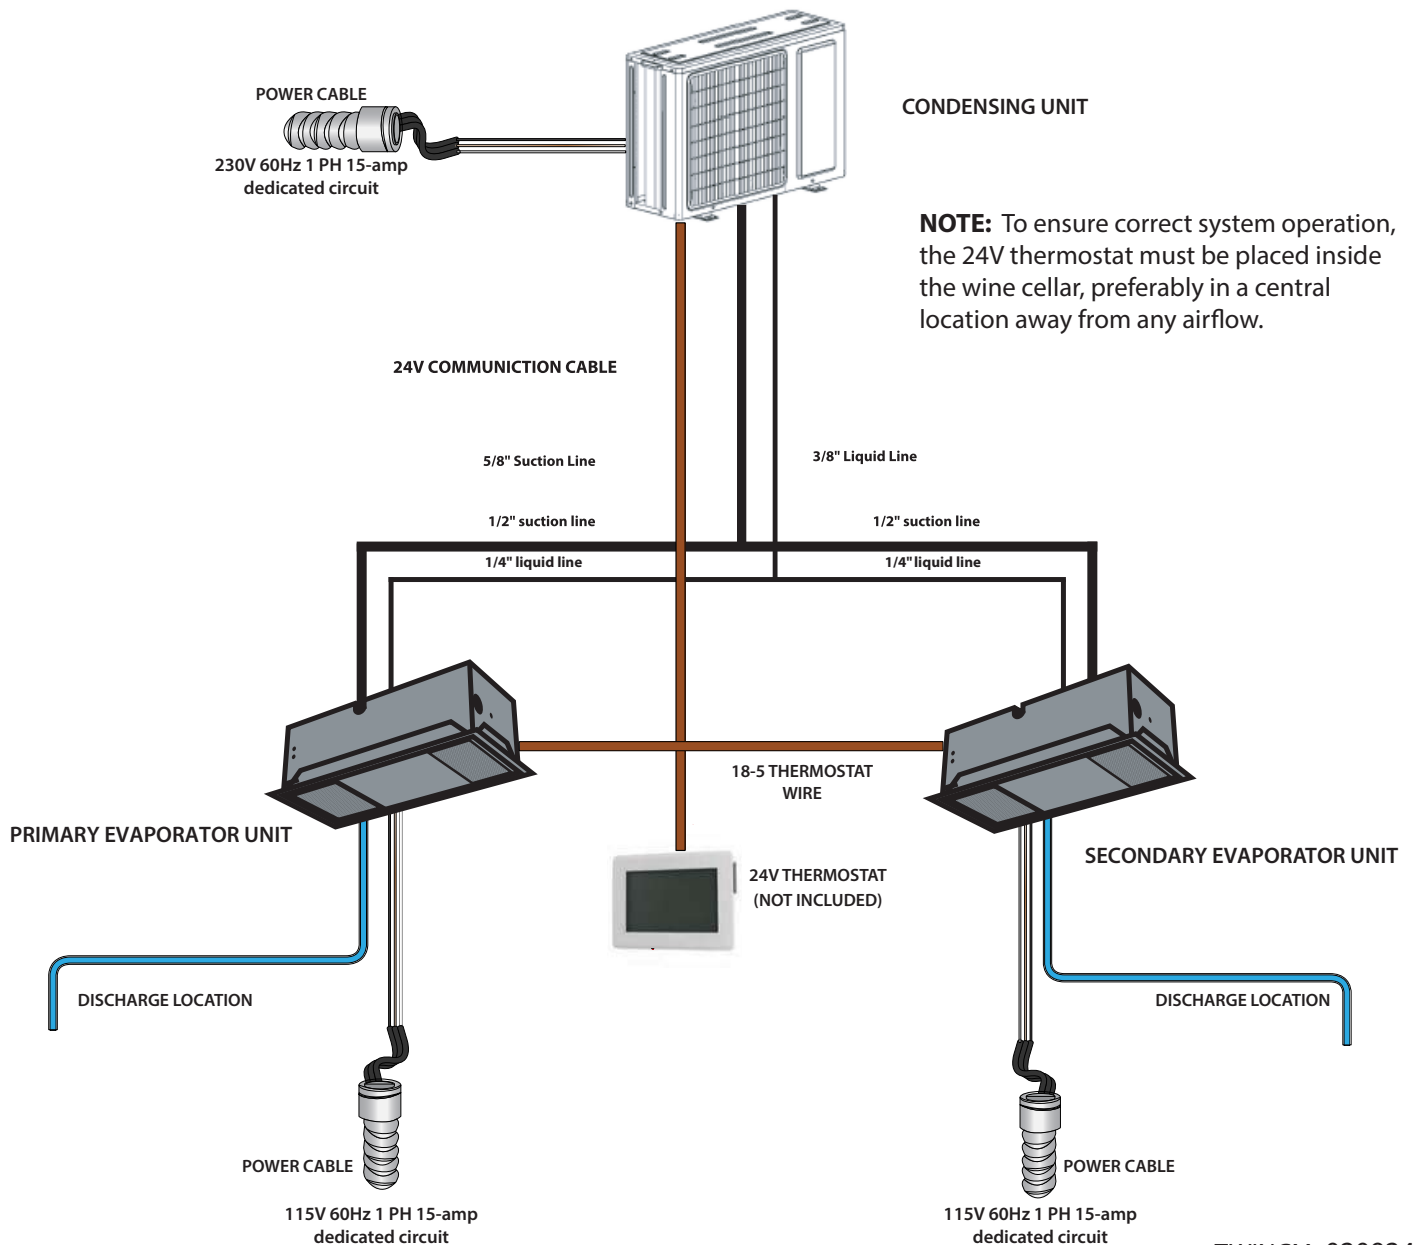 POWER CABLE
230V 60Hz 1 PH 15-amp
dedicated circuit
CONDENSING UNIT
NOTE: To ensure correct system operation,
the 24V thermostat must be placed inside
the wine cellar, preferably in a central
location away from any airflow.
24V COMMUNICTION CABLE
5/8" Suction Line
3/8" Liquid Line
1/2" suction line
1/2" suction line
1/4" liquid line
1/4" liquid line
18-5 THERMOSTAT
WIRE
PRIMARY EVAPORATOR UNIT
SECONDARY EVAPORATOR UNIT
24V THERMOSTAT
(NOT INCLUDED)
DISCHARGE LOCATION
DISCHARGE LOCATION
POWER CABLE
115V 60Hz 1 PH 15-amp
dedicated circuit
POWER CABLE
115V 60Hz 1 PH 15-amp
dedicated circuit